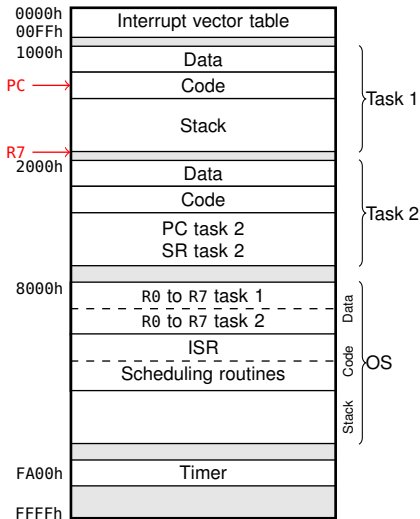 0000h
Interrupt vector table
00FFh
1000h
Data
PC
Code
Task 1
Stack
R7
2000h
Data
Code
Task 2
PC task 2
SR task 2
8000h
R0 to R7 task 1
Data
R0 to R7 task 2
ISR
Code
OS
Scheduling routines
Stack
FA00h
Timer
FFFFh